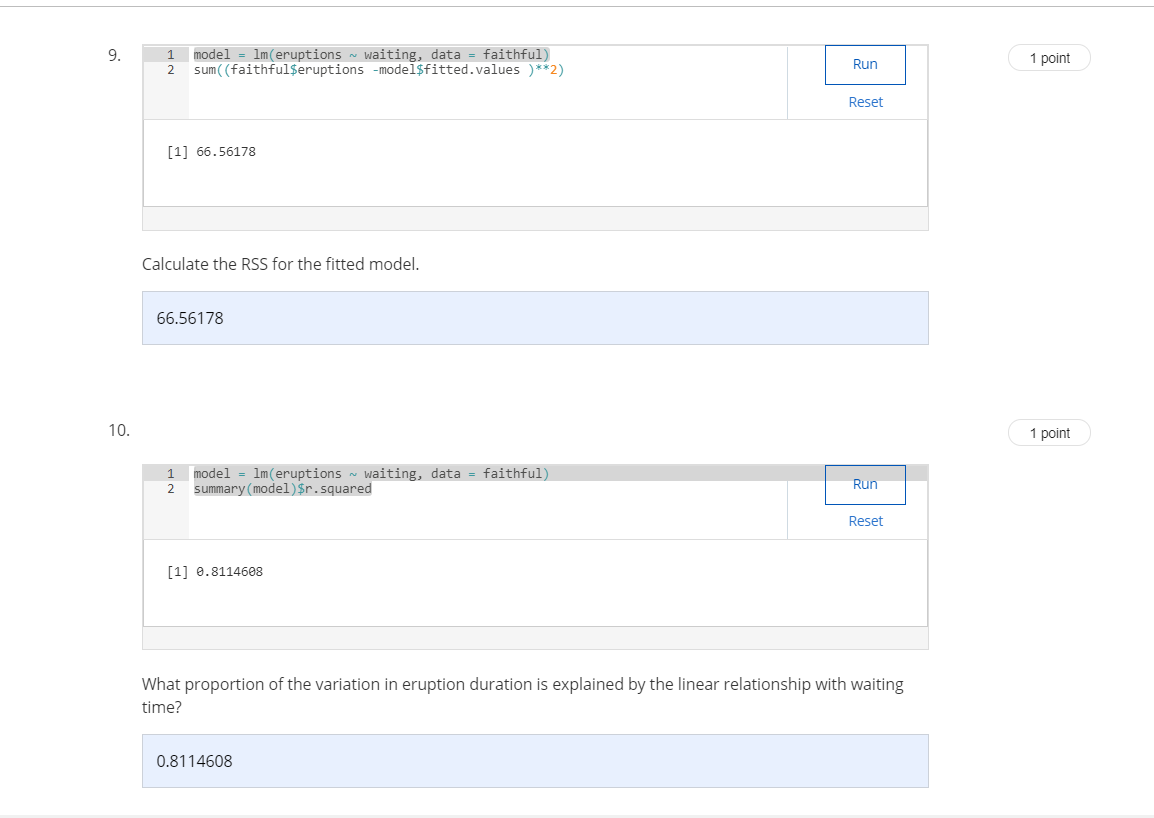 9.
1 point
1 model = lm(eruptions ~ waiting, data = faithful)
2 sum((faithful$eruptions -model$fitted.values )**2)
Run
Reset
[1] 66.56178
Calculate the RSS for the fitted model.
66.56178
10.
1 point
1 model = lm(eruptions ~ waiting, data = faithful)
2 summary(model)$r.squared
Run
Reset
[1] 0.8114608
What proportion of the variation in eruption duration is explained by the linear relationship with waiting
time?
0.8114608